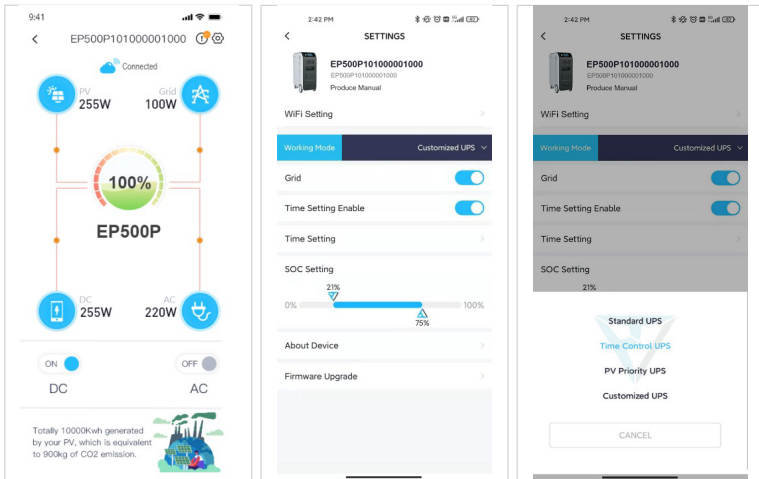 9:41
EP500P101000001000
Connected
PV
255W
Grid
100W
100%
EP500P
DC
255W
AC
220W
ON
OFF
DC
AC
Totally 10000Kwh generated
by your PV, which is equivalent
to 900kg of CO2 emission.
2:42 PM
SETTINGS
EP500P101000001000
EP500P101000001000
Produce Manual
WiFi Setting
Working Mode
Customized UPS
Grid
Time Setting Enable
Time Setting
SOC Setting
21%
0%
100%
75%
About Device
Firmware Upgrade
2:42 PM
SETTINGS
EP500P101000001000
EP500P101000001000
Produce Manual
WiFi Setting
Working Mode
Customized UPS
Grid
Time Setting Enable
Time Setting
SOC Setting
21%
Standard UPS
Time Control UPS
PV Priority UPS
Customized UPS
CANCEL